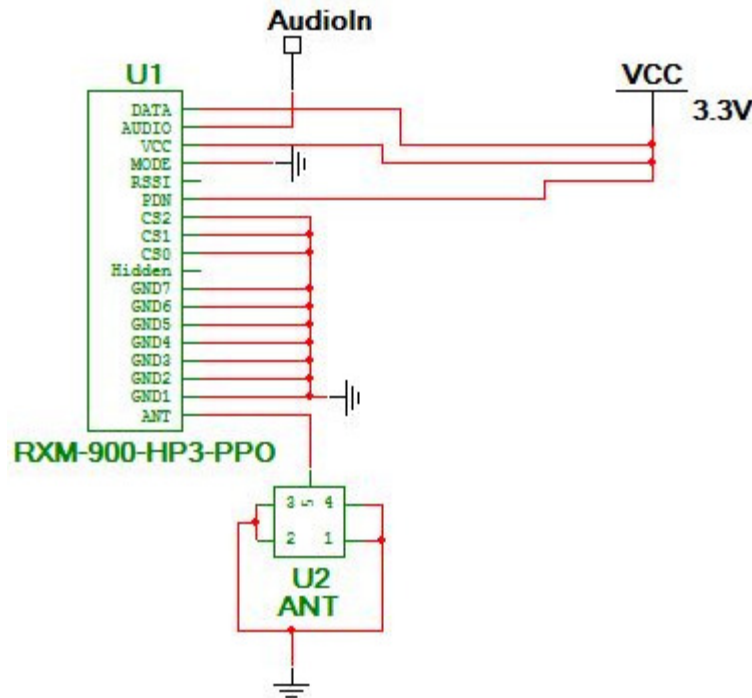 AudioIn
U1
VCC
3.3V
DATA
AUDIO
VCC
MODE
RSSI
PDN
CS2
CS1
CS0
Hidden
GND7
GND6
GND5
GND4
GND3
GND2
GND1
ANT
RXM-900-HP3-PPO
3 5 4
2 1
U2
ANT